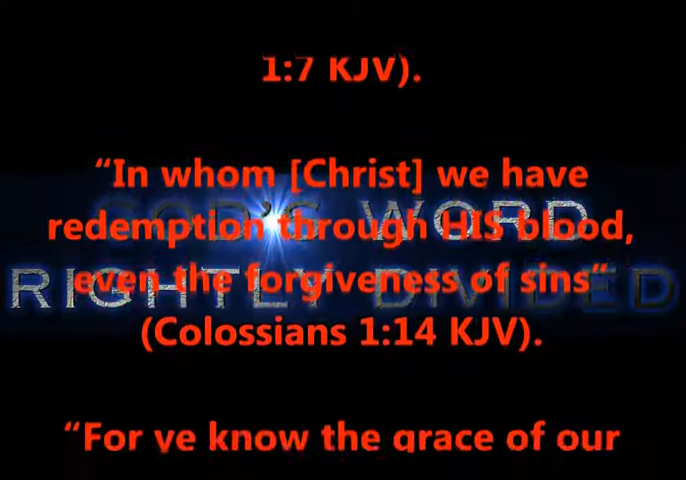 1:7 KJV).
“In whom [Christ] we have
redemption through HIS blood,
even the forgiveness of sins”
(Colossians 1:14 KJV).
“For ye know the grace of our
GOD'S WORD
RIGHTLY DIVIDED